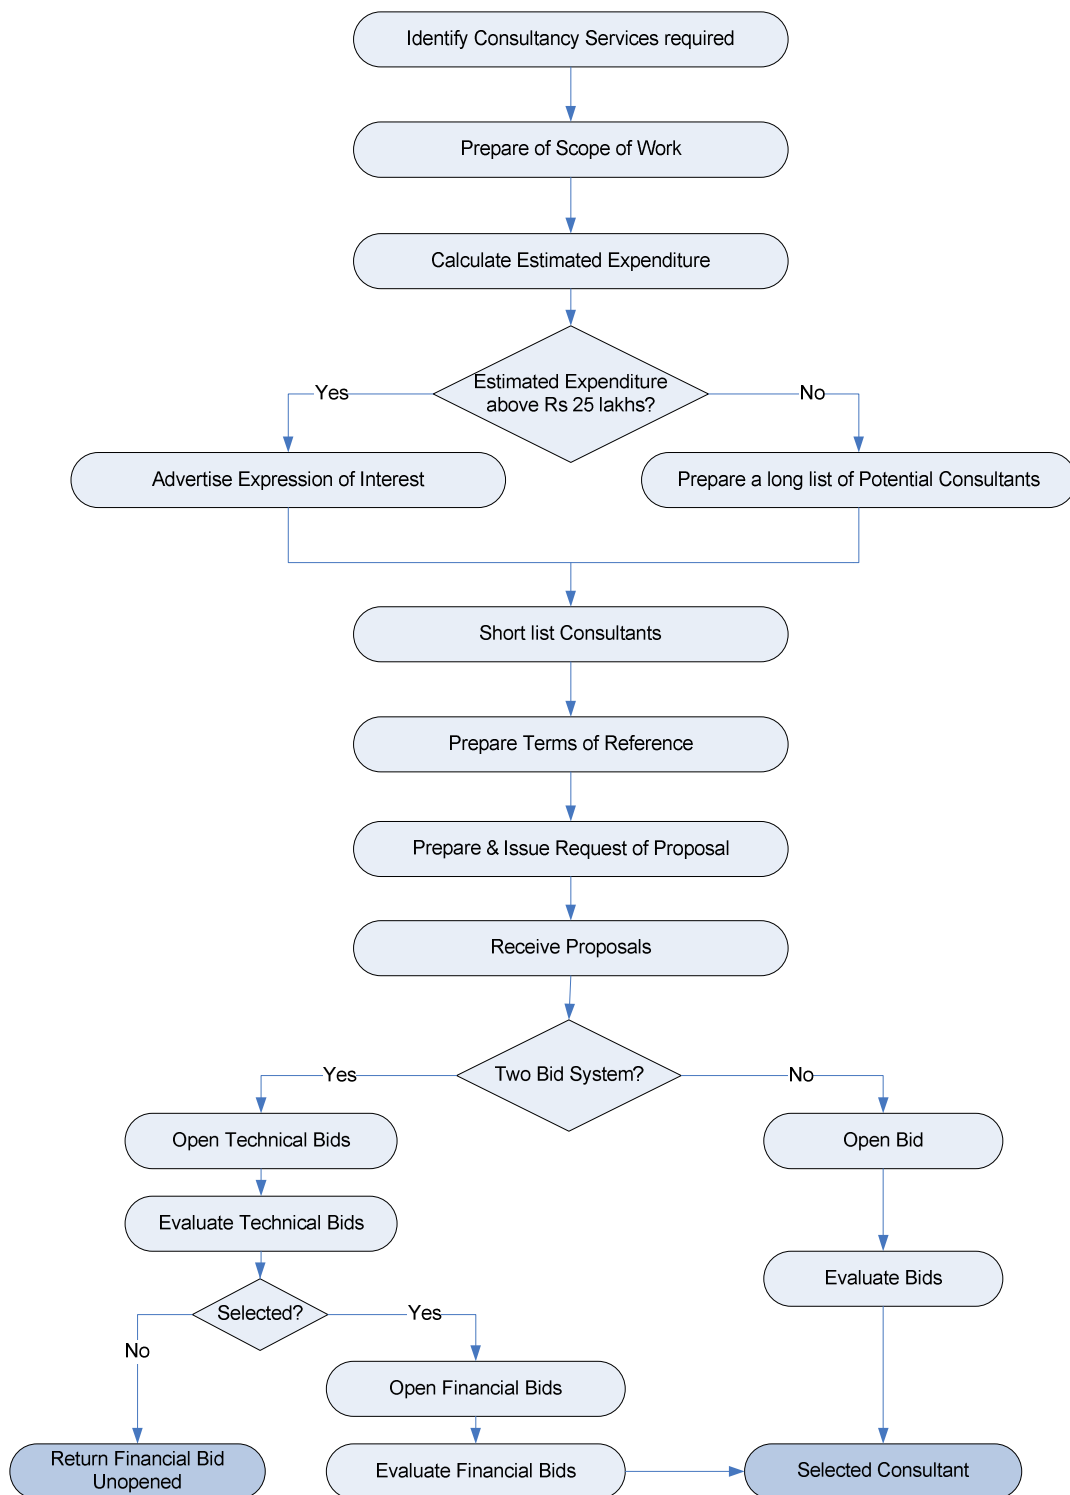 Identify Consultancy Services required
Prepare of Scope of Work
Calculate Estimated Expenditure
Estimated Expenditure
above Rs 25 lakhs?
Yes
No
Advertise Expression of Interest
Prepare a long list of Potential Consultants
Short list Consultants
Prepare Terms of Reference
Prepare & Issue Request of Proposal
Receive Proposals
Two Bid System?
Yes
No
Open Technical Bids
Open Bid
Evaluate Technical Bids
Evaluate Bids
Selected?
Yes
No
Open Financial Bids
Return Financial Bid
Unopened
Evaluate Financial Bids
Selected Consultant